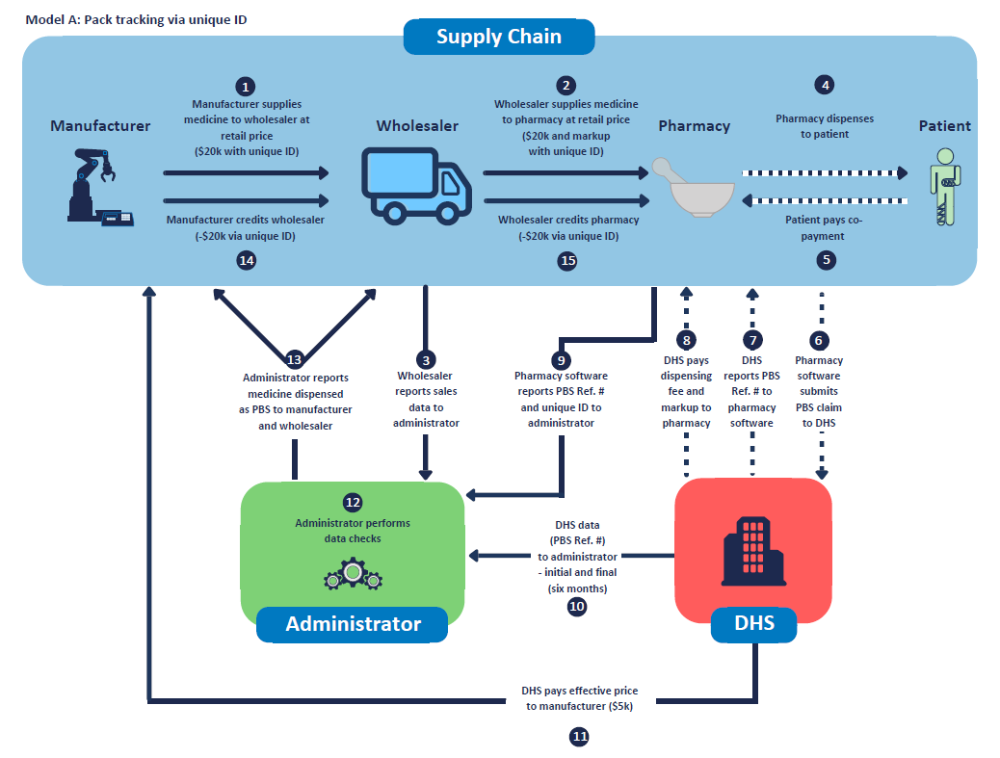 Model A: Pack tracking via unique ID
Supply Chain
1
Manufacturer supplies
medicine to wholesaler at
retail price
($20k with unique ID)
2
Wholesaler supplies medicine
to pharmacy at retail price
($20k and markup
with unique ID)
4
Pharmacy dispenses
to patient
Manufacturer
Wholesaler
Pharmacy
Patient
Manufacturer credits wholesaler
(-$20k via unique ID)
14
Wholesaler credits pharmacy
(-$20k via unique ID)
15
Patient pays co-
payment
5
13
Administrator reports
medicine dispensed
as PBS to manufacturer
and wholesaler
3
Wholesaler
reports sales
data to
administrator
9
Pharmacy software
reports PBS Ref. #
and unique ID to
administrator
8
DHS pays
dispensing
fee and
markup to
pharmacy
7
DHS
reports PBS
Ref. # to
pharmacy
software
6
Pharmacy
software
submits
PBS claim
to DHS
12
Administrator performs
data checks
Administrator
DHS data
(PBS Ref. #)
to administrator
- initial and final
(six months)
10
DHS
DHS pays effective price
to manufacturer ($5k)
11